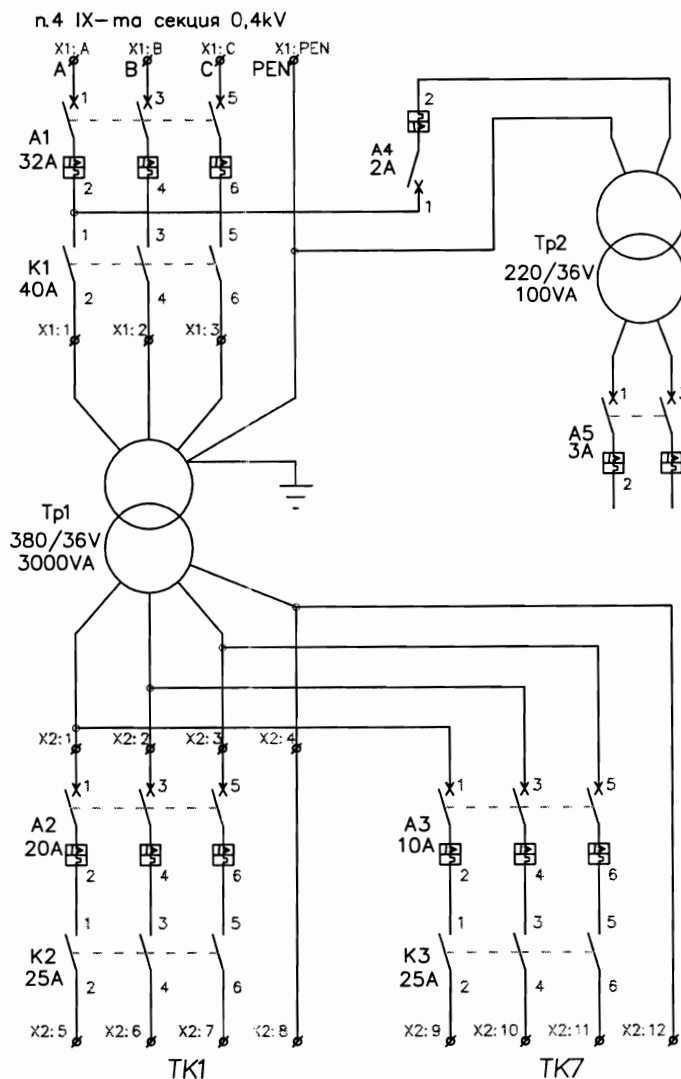 п.4 IX-та секция 0,4kV
X1:A X1:B X1:C X1:PEN
A B C PEN
1 3 5 2
A1
32A
A4
2A
2 4 6 1
1 3 5
K1
40A
2 4 6
Tp2
220/36V
100VA
X1:1 X1:2 X1:3
1 3
A5
3A
2
Tp1
380/36V
3000VA
X2:1 X2:2 X2:3 X2:4
1 3 5 1 3 5
A2
20A
A3
10A
2 4 6 2 4 6
1 3 5 1 3 5
K2
25A
K3
25A
2 4 6 2 4 6
X2:5 X2:6 X2:7 X2:8 X2:9 X2:10 X2:11 X2:12
TK1 TK7